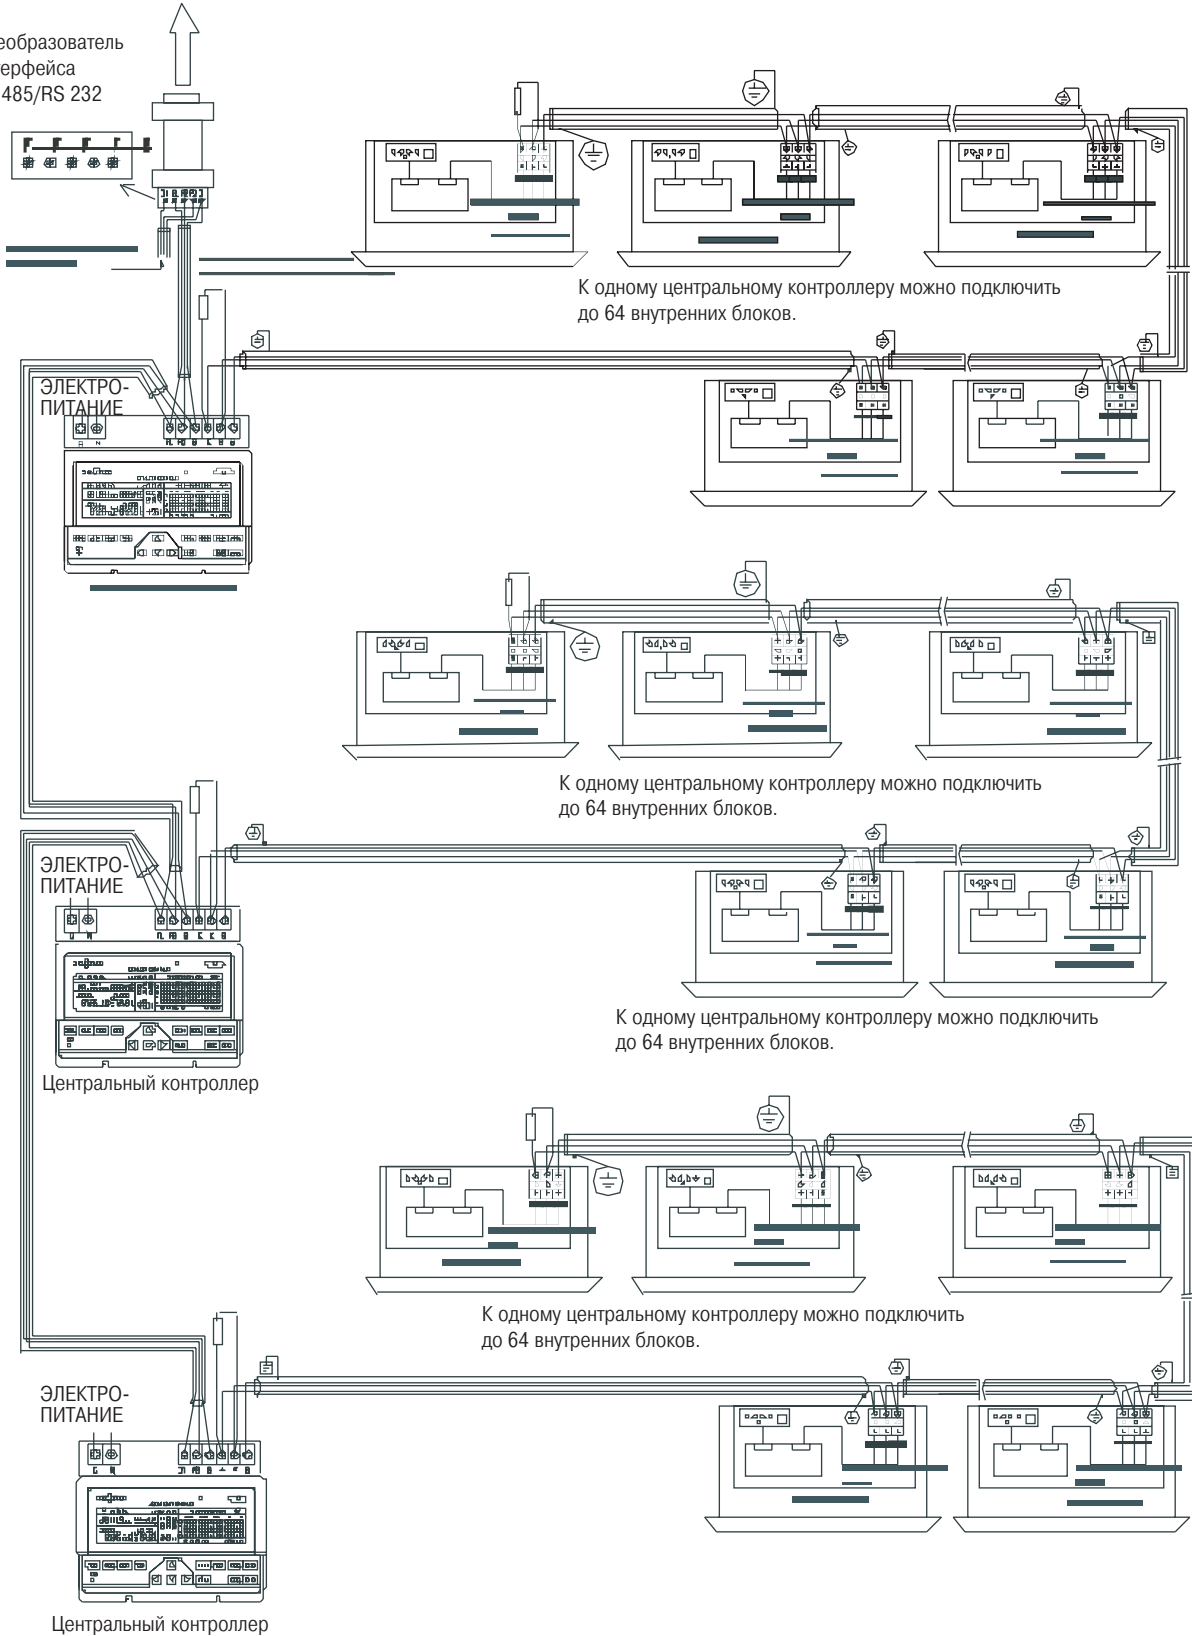 еобразователь
ерфейса
485/RS 232
К одному центральному контроллеру можно подключить
до 64 внутренних блоков.
ЭЛЕКТРО-
ПИТАНИЕ
К одному центральному контроллеру можно подключить
до 64 внутренних блоков.
ЭЛЕКТРО-
ПИТАНИЕ
К одному центральному контроллеру можно подключить
до 64 внутренних блоков.
Центральный контроллер
К одному центральному контроллеру можно подключить
до 64 внутренних блоков.
ЭЛЕКТРО-
ПИТАНИЕ
Центральный контроллер